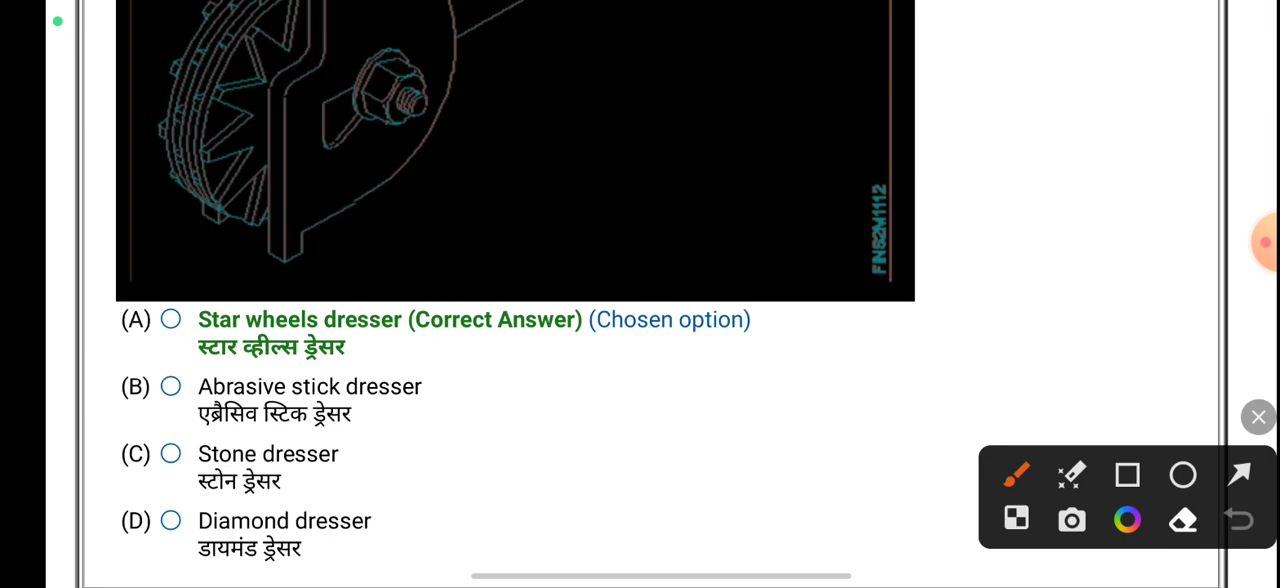 FINS2M1112
(A) Star wheels dresser (Correct Answer) (Chosen option)
स्टार व्हील्स ड्रेसर
(B) Abrasive stick dresser
एब्रैसिव स्टिक ड्रेसर
(C) Stone dresser
स्टोन ड्रेसर
(D) Diamond dresser
डायमंड ड्रेसर